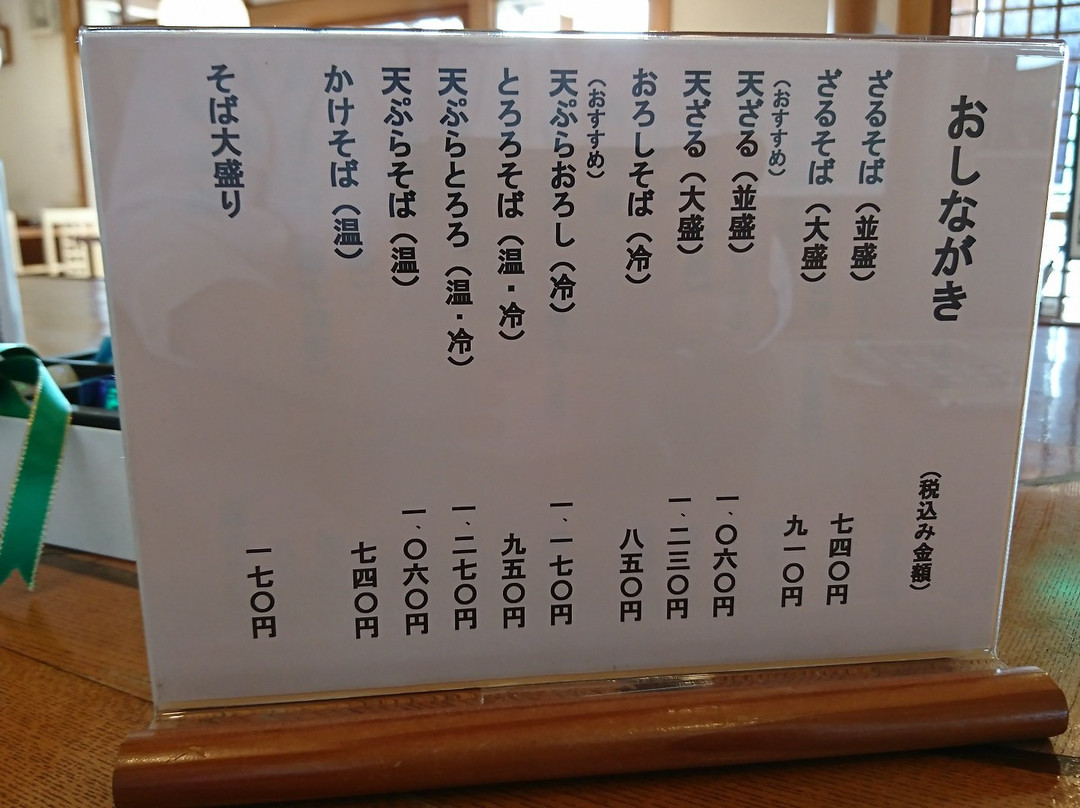 おしながき
(税込み金額)
ざるそば(並盛) 七四〇円
ざるそば(大盛) 九一〇円
(おすすめ)
天ざる(並盛) 一、〇六〇円
天ざる(大盛) 一、二三〇円
おろしそば(冷) 八五〇円
(おすすめ)
天ぷらおろし(冷) 一、一七〇円
とろろそば(温・冷) 九五〇円
天ぷらとろろ(温・冷) 一、二七〇円
天ぷらそば(温) 一、〇六〇円
かけそば(温) 七四〇円
そば大盛り 一七〇円